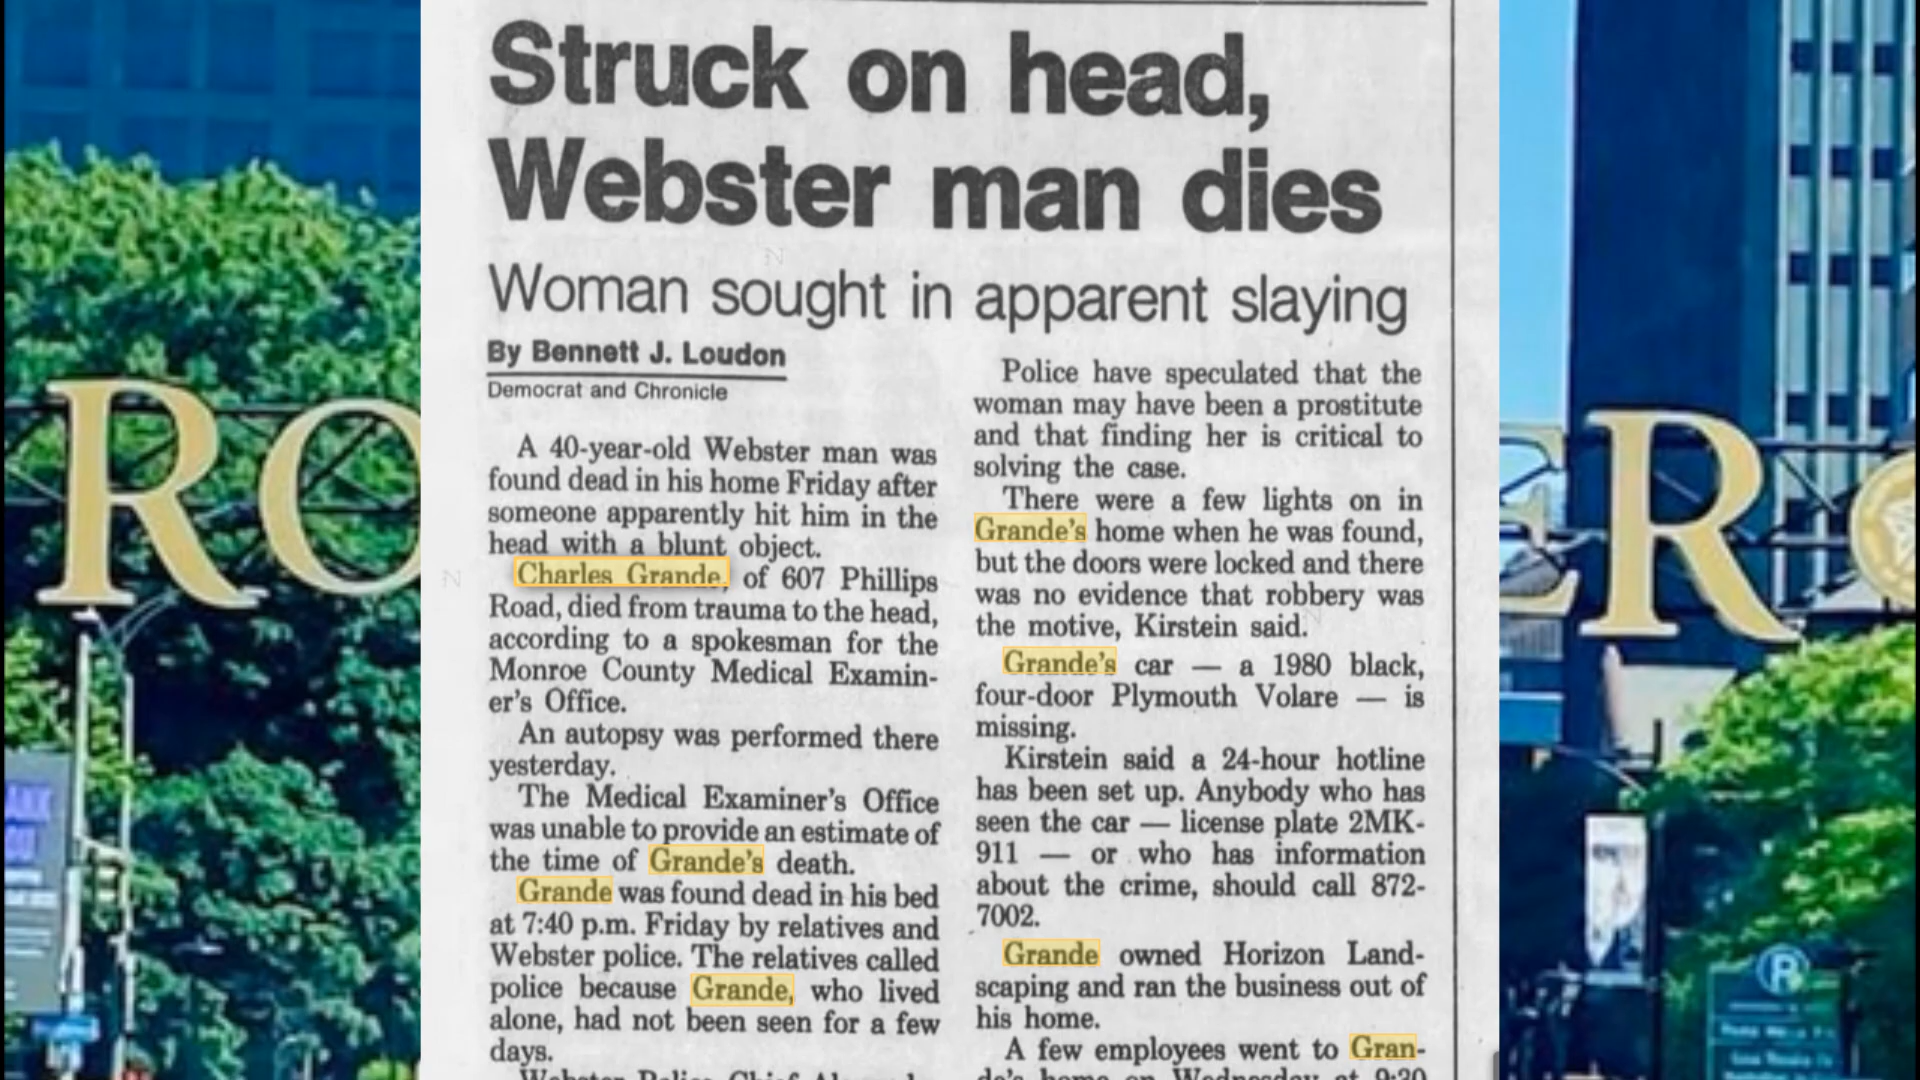 Struck on head,
Webster man dies
Woman sought in apparent slaying
By Bennett J. Loudon
Democrat and Chronicle
A 40-year-old Webster man was
found dead in his home Friday after
someone apparently hit him in the
head with a blunt object.
Charles Grande, of 607 Phillips
Road, died from trauma to the head,
according to a spokesman for the
Monroe County Medical Examin-
er's Office.
An autopsy was performed there
yesterday.
The Medical Examiner's Office
was unable to provide an estimate of
the time of Grande's death.
Grande was found dead in his bed
at 7:40 p.m. Friday by relatives and
Webster police. The relatives called
police because Grande, who lived
alone, had not been seen for a few
days.
Webster Police Chief
Police have speculated that the
woman may have been a prostitute
and that finding her is critical to
solving the case.
There were a few lights on in
Grande's home when he was found,
but the doors were locked and there
was no evidence that robbery was
the motive, Kirstein said.
Grande's car — a 1980 black,
four-door Plymouth Volare — is
missing.
Kirstein said a 24-hour hotline
has been set up. Anybody who has
seen the car — license plate 2MK-
911 — or who has information
about the crime, should call 872-
7002.
Grande owned Horizon Land-
scaping and ran the business out of
his home.
A few employees went to Gran-
de's home on Wednesday at 9:30
RO
ER